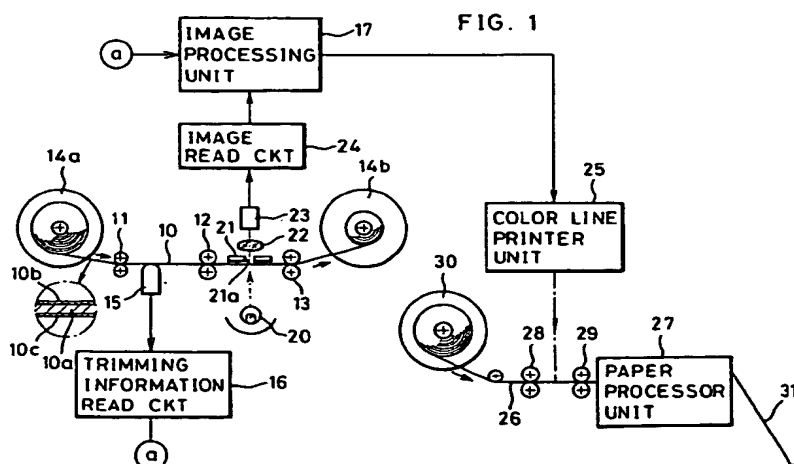 FIG. 1
IMAGE
PROCESSING
UNIT
17
a
IMAGE
READ CKT
24
14a
14b
25
COLOR LINE
PRINTER
UNIT
23
11
10
12
21
22
21a
13
10b
15
20
30
10c
10a
28
29
27
PAPER
PROCESSOR
UNIT
26
31
TRIMMING
INFORMATION
READ CKT
16
a